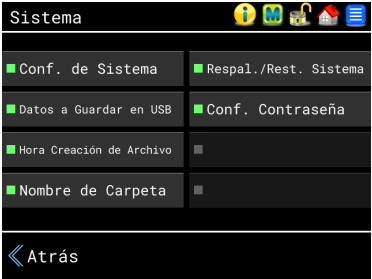 Sistema
Conf. de Sistema
Respal./Rest. Sistema
Datos a Guardar en USB
Conf. Contraseña
Hora Creación de Archivo
Nombre de Carpeta
Atrás